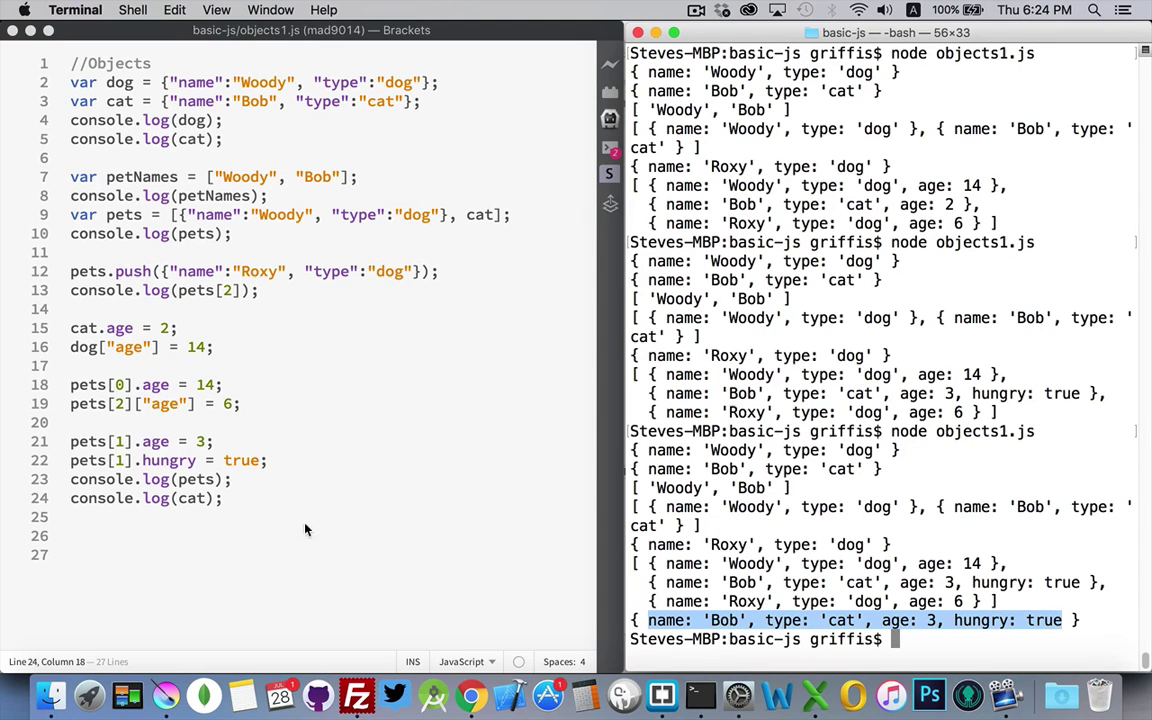 Terminal Shell Edit View Window Help 100% Thu 6:24 PM
basic-js/objects1.js (mad9014) — Brackets
1 //Objects
2 var dog = {"name":"Woody", "type":"dog"};
3 var cat = {"name":"Bob", "type":"cat"};
4 console.log(dog);
5 console.log(cat);
6
7 var petNames = ["Woody", "Bob"];
8 console.log(petNames);
9 var pets = [{"name":"Woody", "type":"dog"}, cat];
10 console.log(pets);
11
12 pets.push({"name":"Roxy", "type":"dog"});
13 console.log(pets[2]);
14
15 cat.age = 2;
16 dog["age"] = 14;
17
18 pets[0].age = 14;
19 pets[2]["age"] = 6;
20
21 pets[1].age = 3;
22 pets[1].hungry = true;
23 console.log(pets);
24 console.log(cat);
25
26
27
Line 24, Column 18 — 27 Lines
INS JavaScript Spaces: 4
basic-js — -bash — 56×33
Steves-MBP:basic-js griffis$ node objects1.js
{ name: 'Woody', type: 'dog' }
{ name: 'Bob', type: 'cat' }
[ 'Woody', 'Bob' ]
[ { name: 'Woody', type: 'dog' }, { name: 'Bob', type: '
cat' } ]
{ name: 'Roxy', type: 'dog' }
[ { name: 'Woody', type: 'dog', age: 14 },
{ name: 'Bob', type: 'cat', age: 2 },
{ name: 'Roxy', type: 'dog', age: 6 } ]
Steves-MBP:basic-js griffis$ node objects1.js
{ name: 'Woody', type: 'dog' }
{ name: 'Bob', type: 'cat' }
[ 'Woody', 'Bob' ]
[ { name: 'Woody', type: 'dog' }, { name: 'Bob', type: '
cat' } ]
{ name: 'Roxy', type: 'dog' }
[ { name: 'Woody', type: 'dog', age: 14 },
{ name: 'Bob', type: 'cat', age: 3, hungry: true },
{ name: 'Roxy', type: 'dog', age: 6 } ]
Steves-MBP:basic-js griffis$ node objects1.js
{ name: 'Woody', type: 'dog' }
{ name: 'Bob', type: 'cat' }
[ 'Woody', 'Bob' ]
[ { name: 'Woody', type: 'dog' }, { name: 'Bob', type: '
cat' } ]
{ name: 'Roxy', type: 'dog' }
[ { name: 'Woody', type: 'dog', age: 14 },
{ name: 'Bob', type: 'cat', age: 3, hungry: true },
{ name: 'Roxy', type: 'dog', age: 6 } ]
{ name: 'Bob', type: 'cat', age: 3, hungry: true }
Steves-MBP:basic-js griffis$